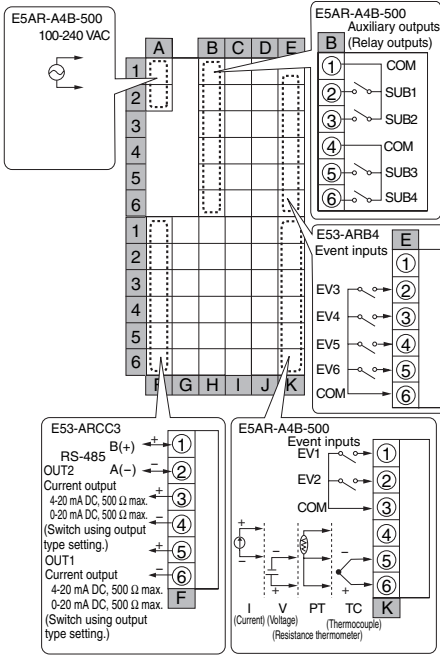 E5AR-A4B-500
100-240 VAC
A B C D E
1
2
3
4
5
6
1
2
3
4
5
6
F G H I J K
E5AR-A4B-500
Auxiliary outputs
(Relay outputs)
B
1 COM
2 SUB1
3 SUB2
4 COM
5 SUB3
6 SUB4
E53-ARB4
Event inputs
E
1
EV3 2
EV4 3
EV5 4
EV6 5
COM 6
E53-ARCC3
RS-485
B(+) + 1
A(−) − 2
OUT2
Current output
4-20 mA DC, 500 Ω max.
0-20 mA DC, 500 Ω max.
(Switch using output
type setting.)
+ 3
− 4
OUT1
Current output
4-20 mA DC, 500 Ω max.
0-20 mA DC, 500 Ω max.
(Switch using output
type setting.)
+ 5
− 6
F
E5AR-A4B-500
Event inputs
K
EV1 1
EV2 2
COM 3
4
5
6
+ − − + − +
I V PT TC
(Current) (Voltage) (Thermocouple)
(Resistance thermometer)